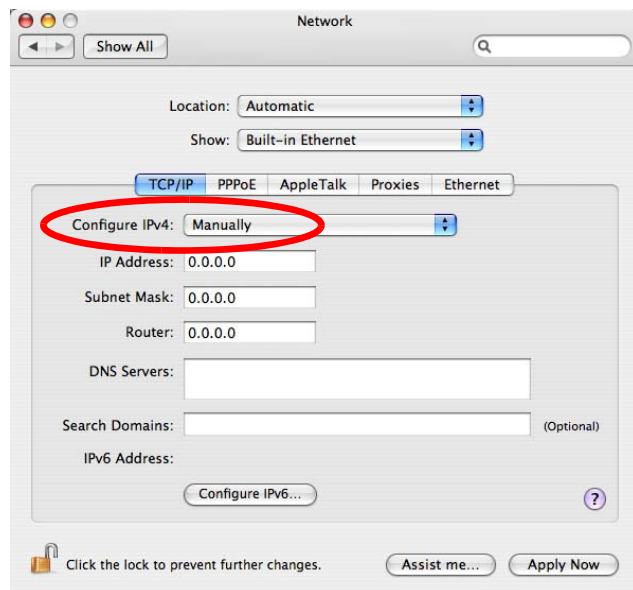 Network
Show All
Location: Automatic
Show: Built-in Ethernet
TCP/IP PPPoE AppleTalk Proxies Ethernet
Configure IPv4: Manually
IP Address: 0.0.0.0
Subnet Mask: 0.0.0.0
Router: 0.0.0.0
DNS Servers:
Search Domains: (Optional)
IPv6 Address:
Configure IPv6...
?
Click the lock to prevent further changes. Assist me... Apply Now